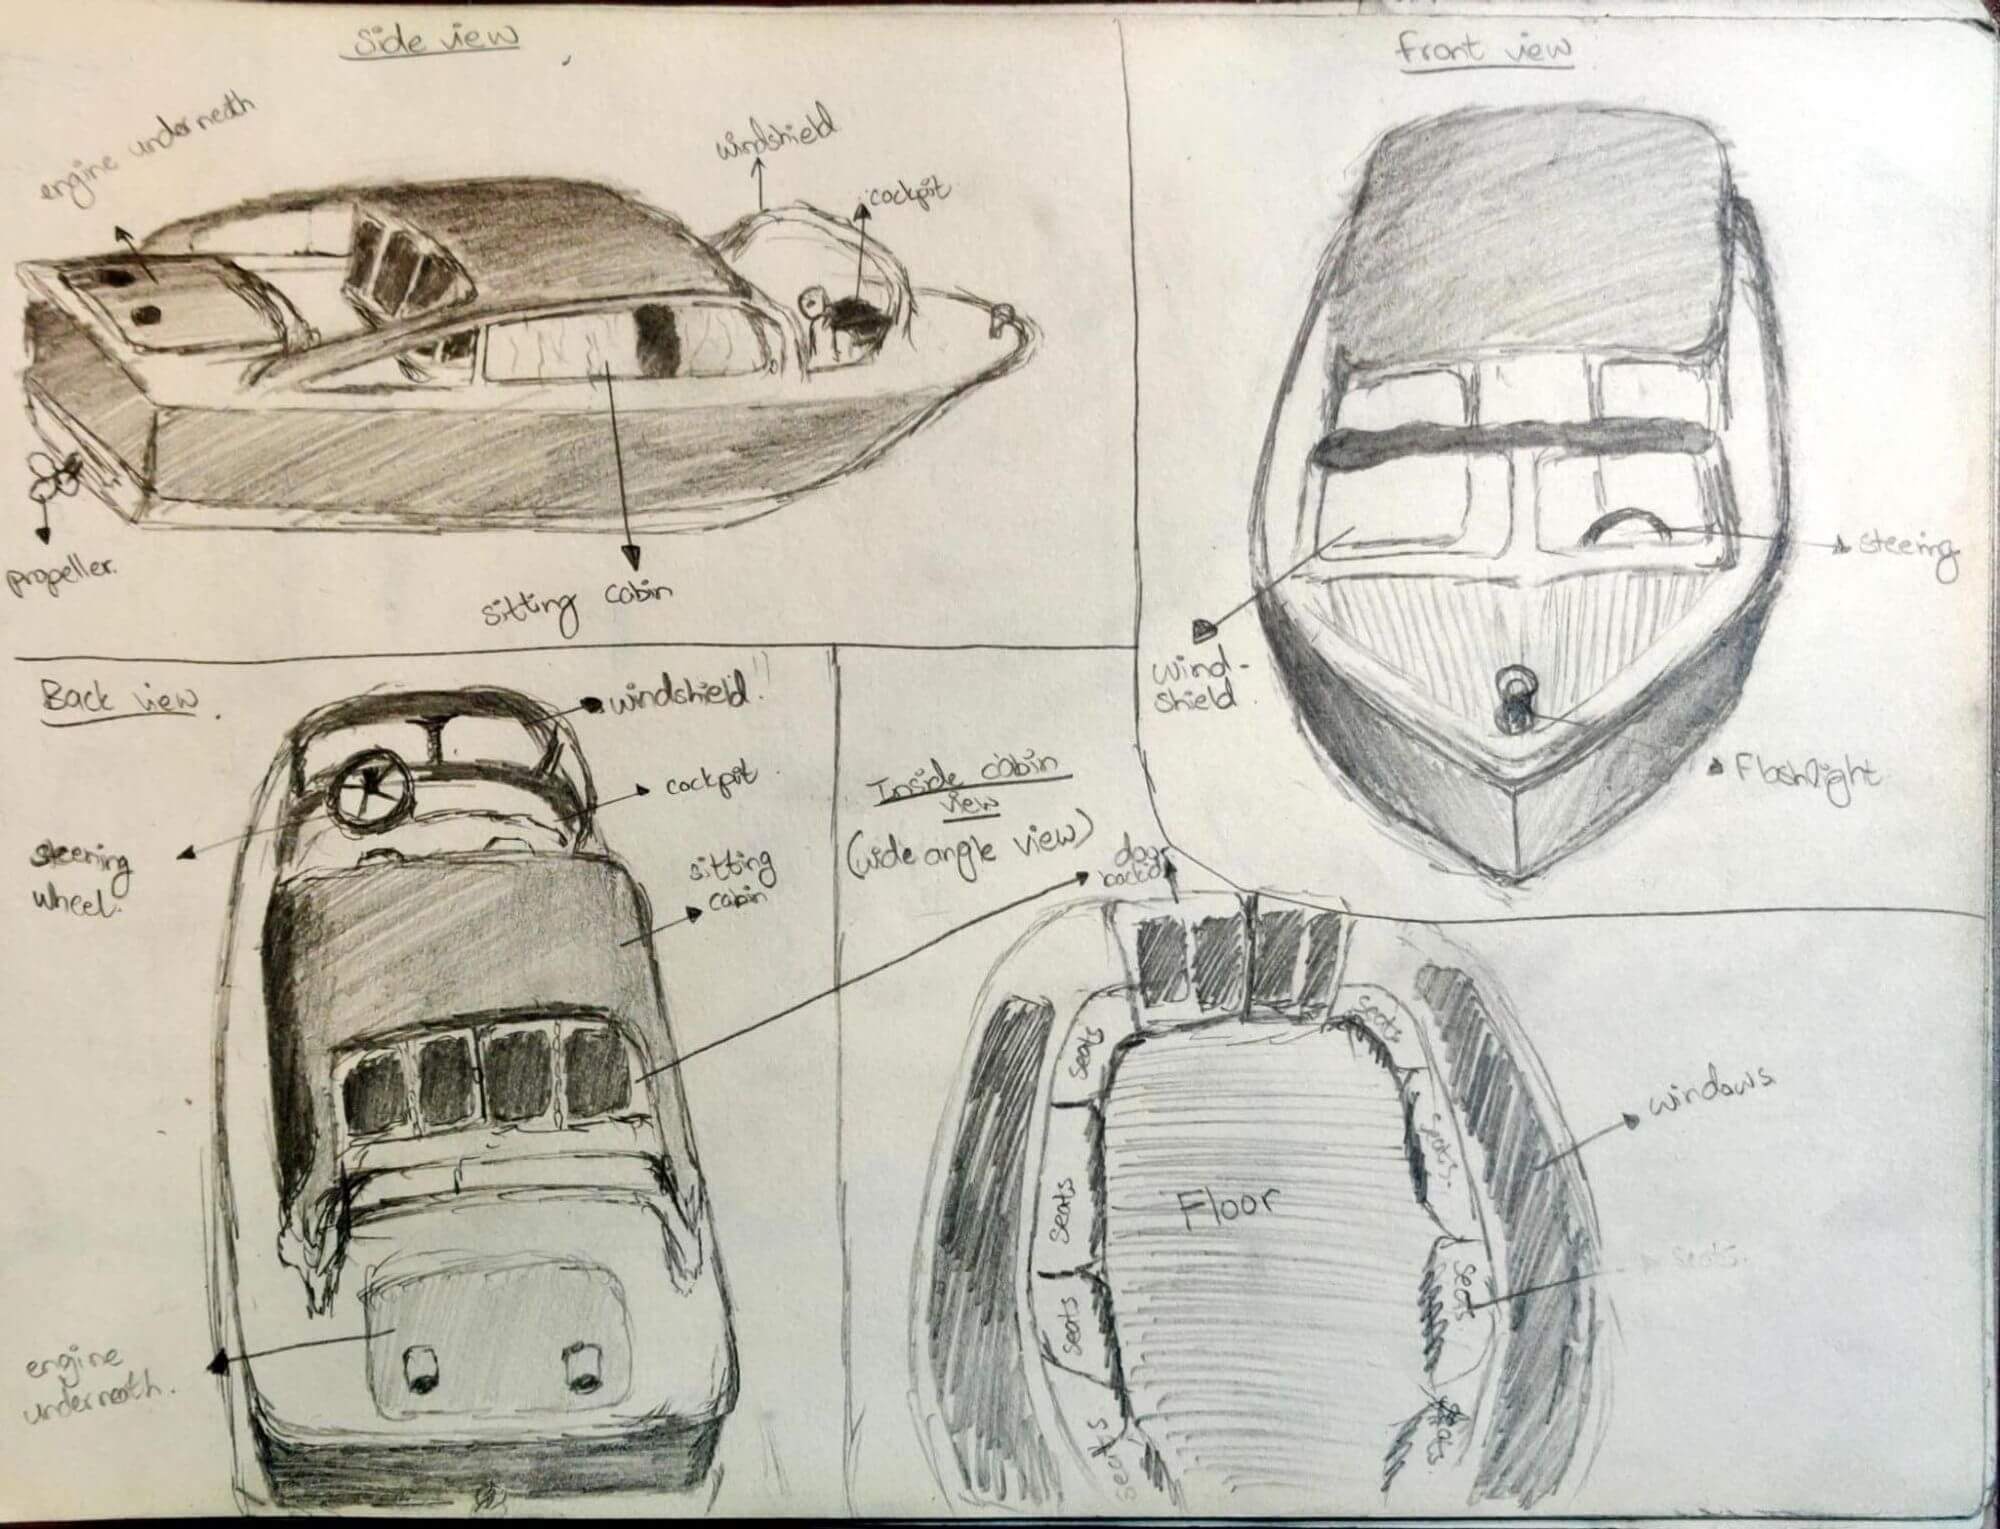 Side view
engine underneath
windshield
cockpit
propeller.
sitting cabin
Front view
steering
wind-
shield.
Flashlight
Back view.
windshield.
cockpit.
steering
wheel.
sitting
cabin
engine
underneath.
Inside cabin
view
(wide angle view)
door
seats
seats
seats
seats
seats
seats.
seats
seats.
Floor
windows
seats.